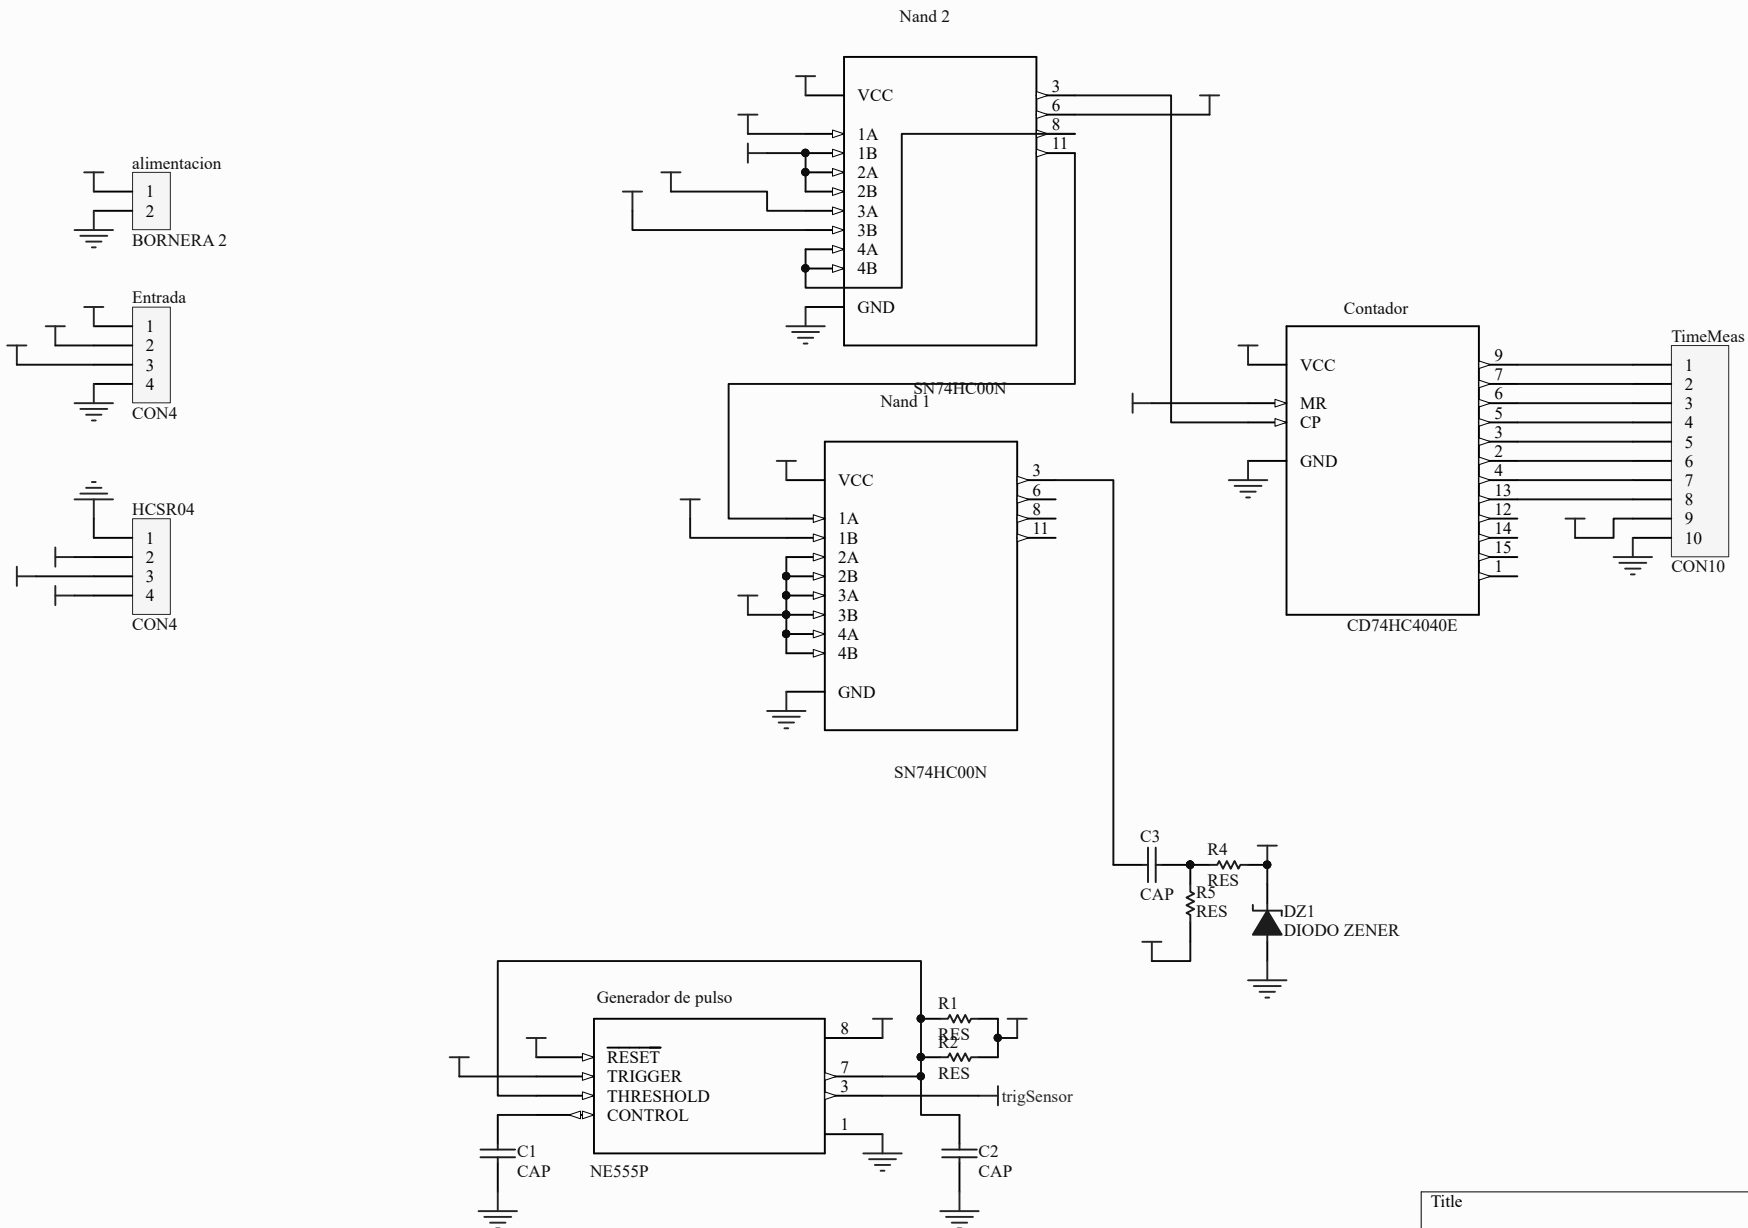 Nand 2
VCC
1A
1B
2A
2B
3A
3B
4A
4B
GND
3
6
8
11
SN74HC00N
alimentacion
1
2
BORNERA 2
Entrada
1
2
3
4
CON4
HCSR04
1
2
3
4
CON4
Nand 1
VCC
1A
1B
2A
2B
3A
3B
4A
4B
GND
3
6
8
11
SN74HC00N
Contador
VCC
MR
CP
GND
9
7
6
5
3
2
4
13
12
14
15
1
CD74HC4040E
TimeMeas
1
2
3
4
5
6
7
8
9
10
CON10
C3
CAP
R4
RES
R5
RES
DZ1
DIODO ZENER
Generador de pulso
RESET
TRIGGER
THRESHOLD
CONTROL
8
7
3
1
NE555P
R1
RES
R2
RES
trigSensor
C1
CAP
C2
CAP
Title